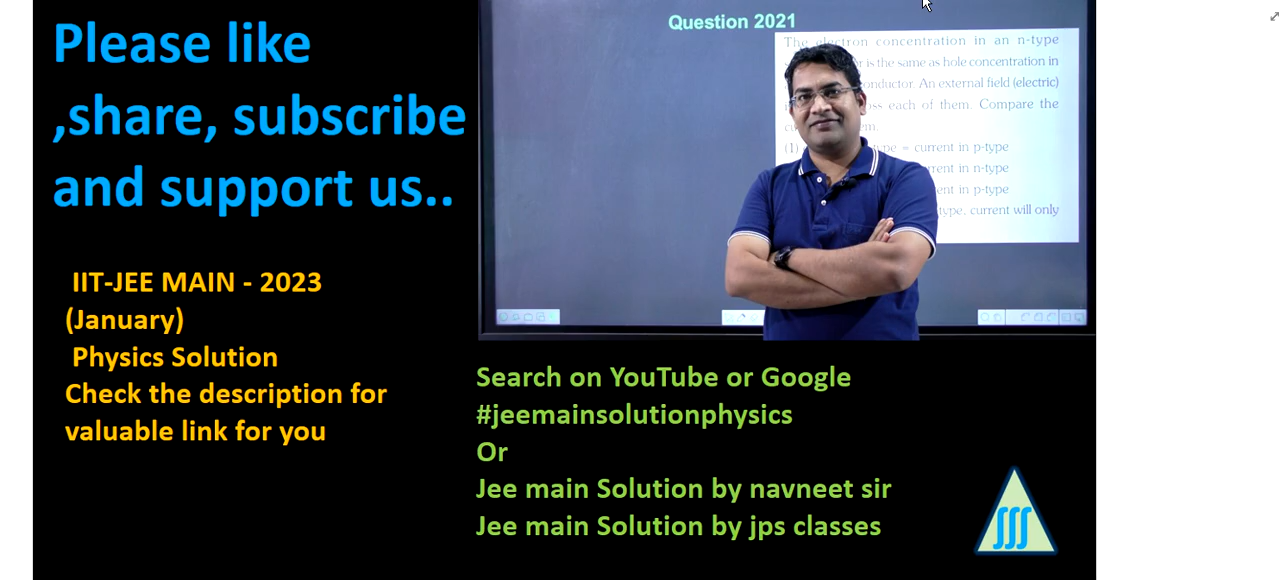 Please like
,share, subscribe
and support us..
IIT-JEE MAIN - 2023
(January)
Physics Solution
Check the description for
valuable link for you
Question 2021
The electron concentration in an n-type
is the same as hole concentration in
An external field (electric)
each of them. Compare the
(1) = current in p-type
current in n-type
in p-type
type, current will only
Search on YouTube or Google
#jeemainsolutionphysics
Or
Jee main Solution by navneet sir
Jee main Solution by jps classes